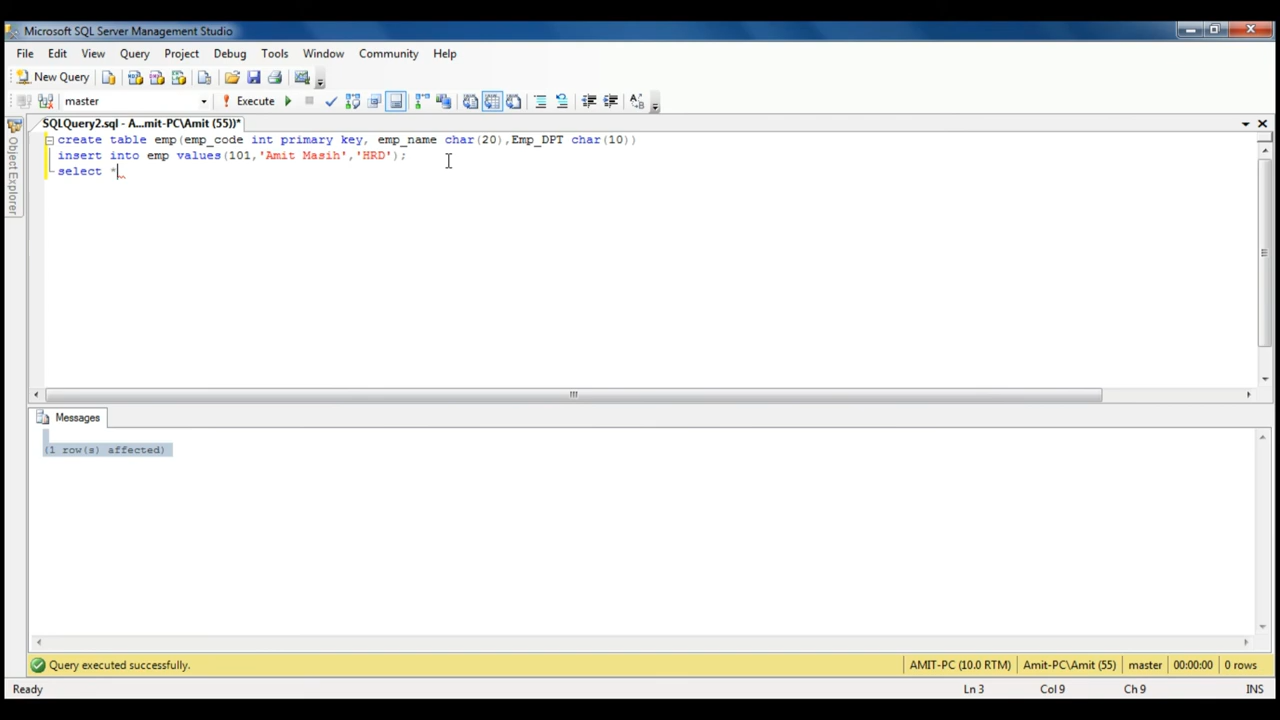 Microsoft SQL Server Management Studio
File Edit View Query Project Debug Tools Window Community Help
New Query
master Execute
SQLQuery2.sql - A...mit-PC\Amit (55))*
Object Explorer
create table emp(emp_code int primary key, emp_name char(20),Emp_DPT char(10))
insert into emp values(101,'Amit Masih','HRD');
select *
Messages
(1 row(s) affected)
Query executed successfully. AMIT-PC (10.0 RTM) Amit-PC\Amit (55) master 00:00:00 0 rows
Ready Ln 3 Col 9 Ch 9 INS